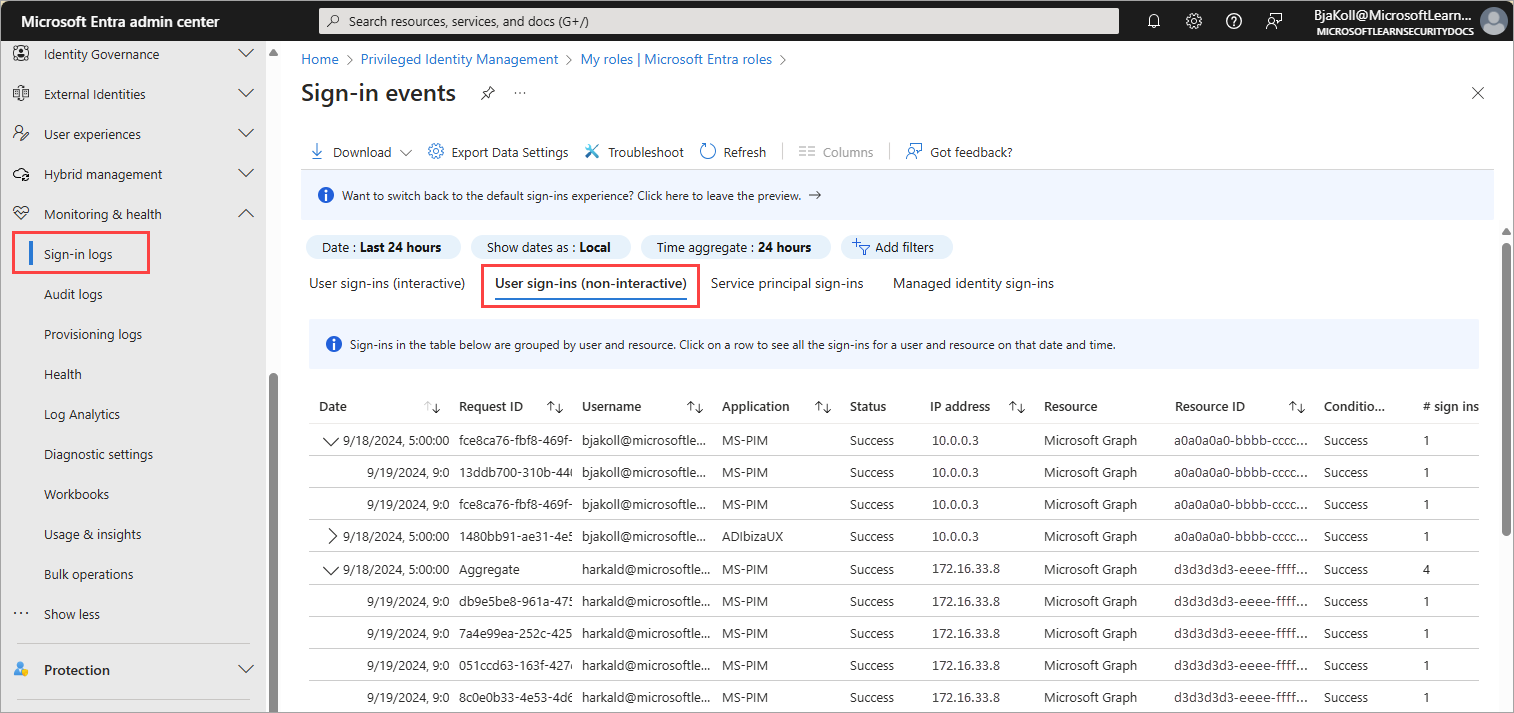 Microsoft Entra admin center
Search resources, services, and docs (G+/)
BjaKoll@MicrosoftLearn...
MICROSOFTLEARNSECURITYDOCS
Identity Governance
External Identities
User experiences
Hybrid management
Monitoring & health
Sign-in logs
Audit logs
Provisioning logs
Health
Log Analytics
Diagnostic settings
Workbooks
Usage & insights
Bulk operations
Show less
Protection
Home > Privileged Identity Management > My roles | Microsoft Entra roles >
Sign-in events
Download Export Data Settings Troubleshoot Refresh Columns Got feedback?
Want to switch back to the default sign-ins experience? Click here to leave the preview. →
Date : Last 24 hours Show dates as : Local Time aggregate : 24 hours Add filters
User sign-ins (interactive) User sign-ins (non-interactive) Service principal sign-ins Managed identity sign-ins
Sign-ins in the table below are grouped by user and resource. Click on a row to see all the sign-ins for a user and resource on that date and time.
Date Request ID Username Application Status IP address Resource Resource ID Conditio... # sign ins
9/18/2024, 5:00:00 fce8ca76-fbf8-469f- bjakoll@microsoftle... MS-PIM Success 10.0.0.3 Microsoft Graph a0a0a0a0-bbbb-cccc... Success 1
9/19/2024, 9:0 13ddb700-310b-440 bjakoll@microsoftle... MS-PIM Success 10.0.0.3 Microsoft Graph a0a0a0a0-bbbb-cccc... Success 1
9/19/2024, 9:0 fce8ca76-fbf8-469f- bjakoll@microsoftle... MS-PIM Success 10.0.0.3 Microsoft Graph a0a0a0a0-bbbb-cccc... Success 1
9/18/2024, 5:00:00 1480bb91-ae31-4e5 bjakoll@microsoftle... ADIbizaUX Success 10.0.0.3 Microsoft Graph a0a0a0a0-bbbb-cccc... Success 1
9/18/2024, 5:00:00 Aggregate harkald@microsoftle... MS-PIM Success 172.16.33.8 Microsoft Graph d3d3d3d3-eeee-ffff... Success 4
9/19/2024, 9:0 db9e5be8-961a-475 harkald@microsoftle... MS-PIM Success 172.16.33.8 Microsoft Graph d3d3d3d3-eeee-ffff... Success 1
9/19/2024, 9:0 7a4e99ea-252c-425 harkald@microsoftle... MS-PIM Success 172.16.33.8 Microsoft Graph d3d3d3d3-eeee-ffff... Success 1
9/19/2024, 9:0 051ccd63-163f-427 harkald@microsoftle... MS-PIM Success 172.16.33.8 Microsoft Graph d3d3d3d3-eeee-ffff... Success 1
9/19/2024, 9:0 8c0e0b33-4e53-4d6 harkald@microsoftle... MS-PIM Success 172.16.33.8 Microsoft Graph d3d3d3d3-eeee-ffff... Success 1